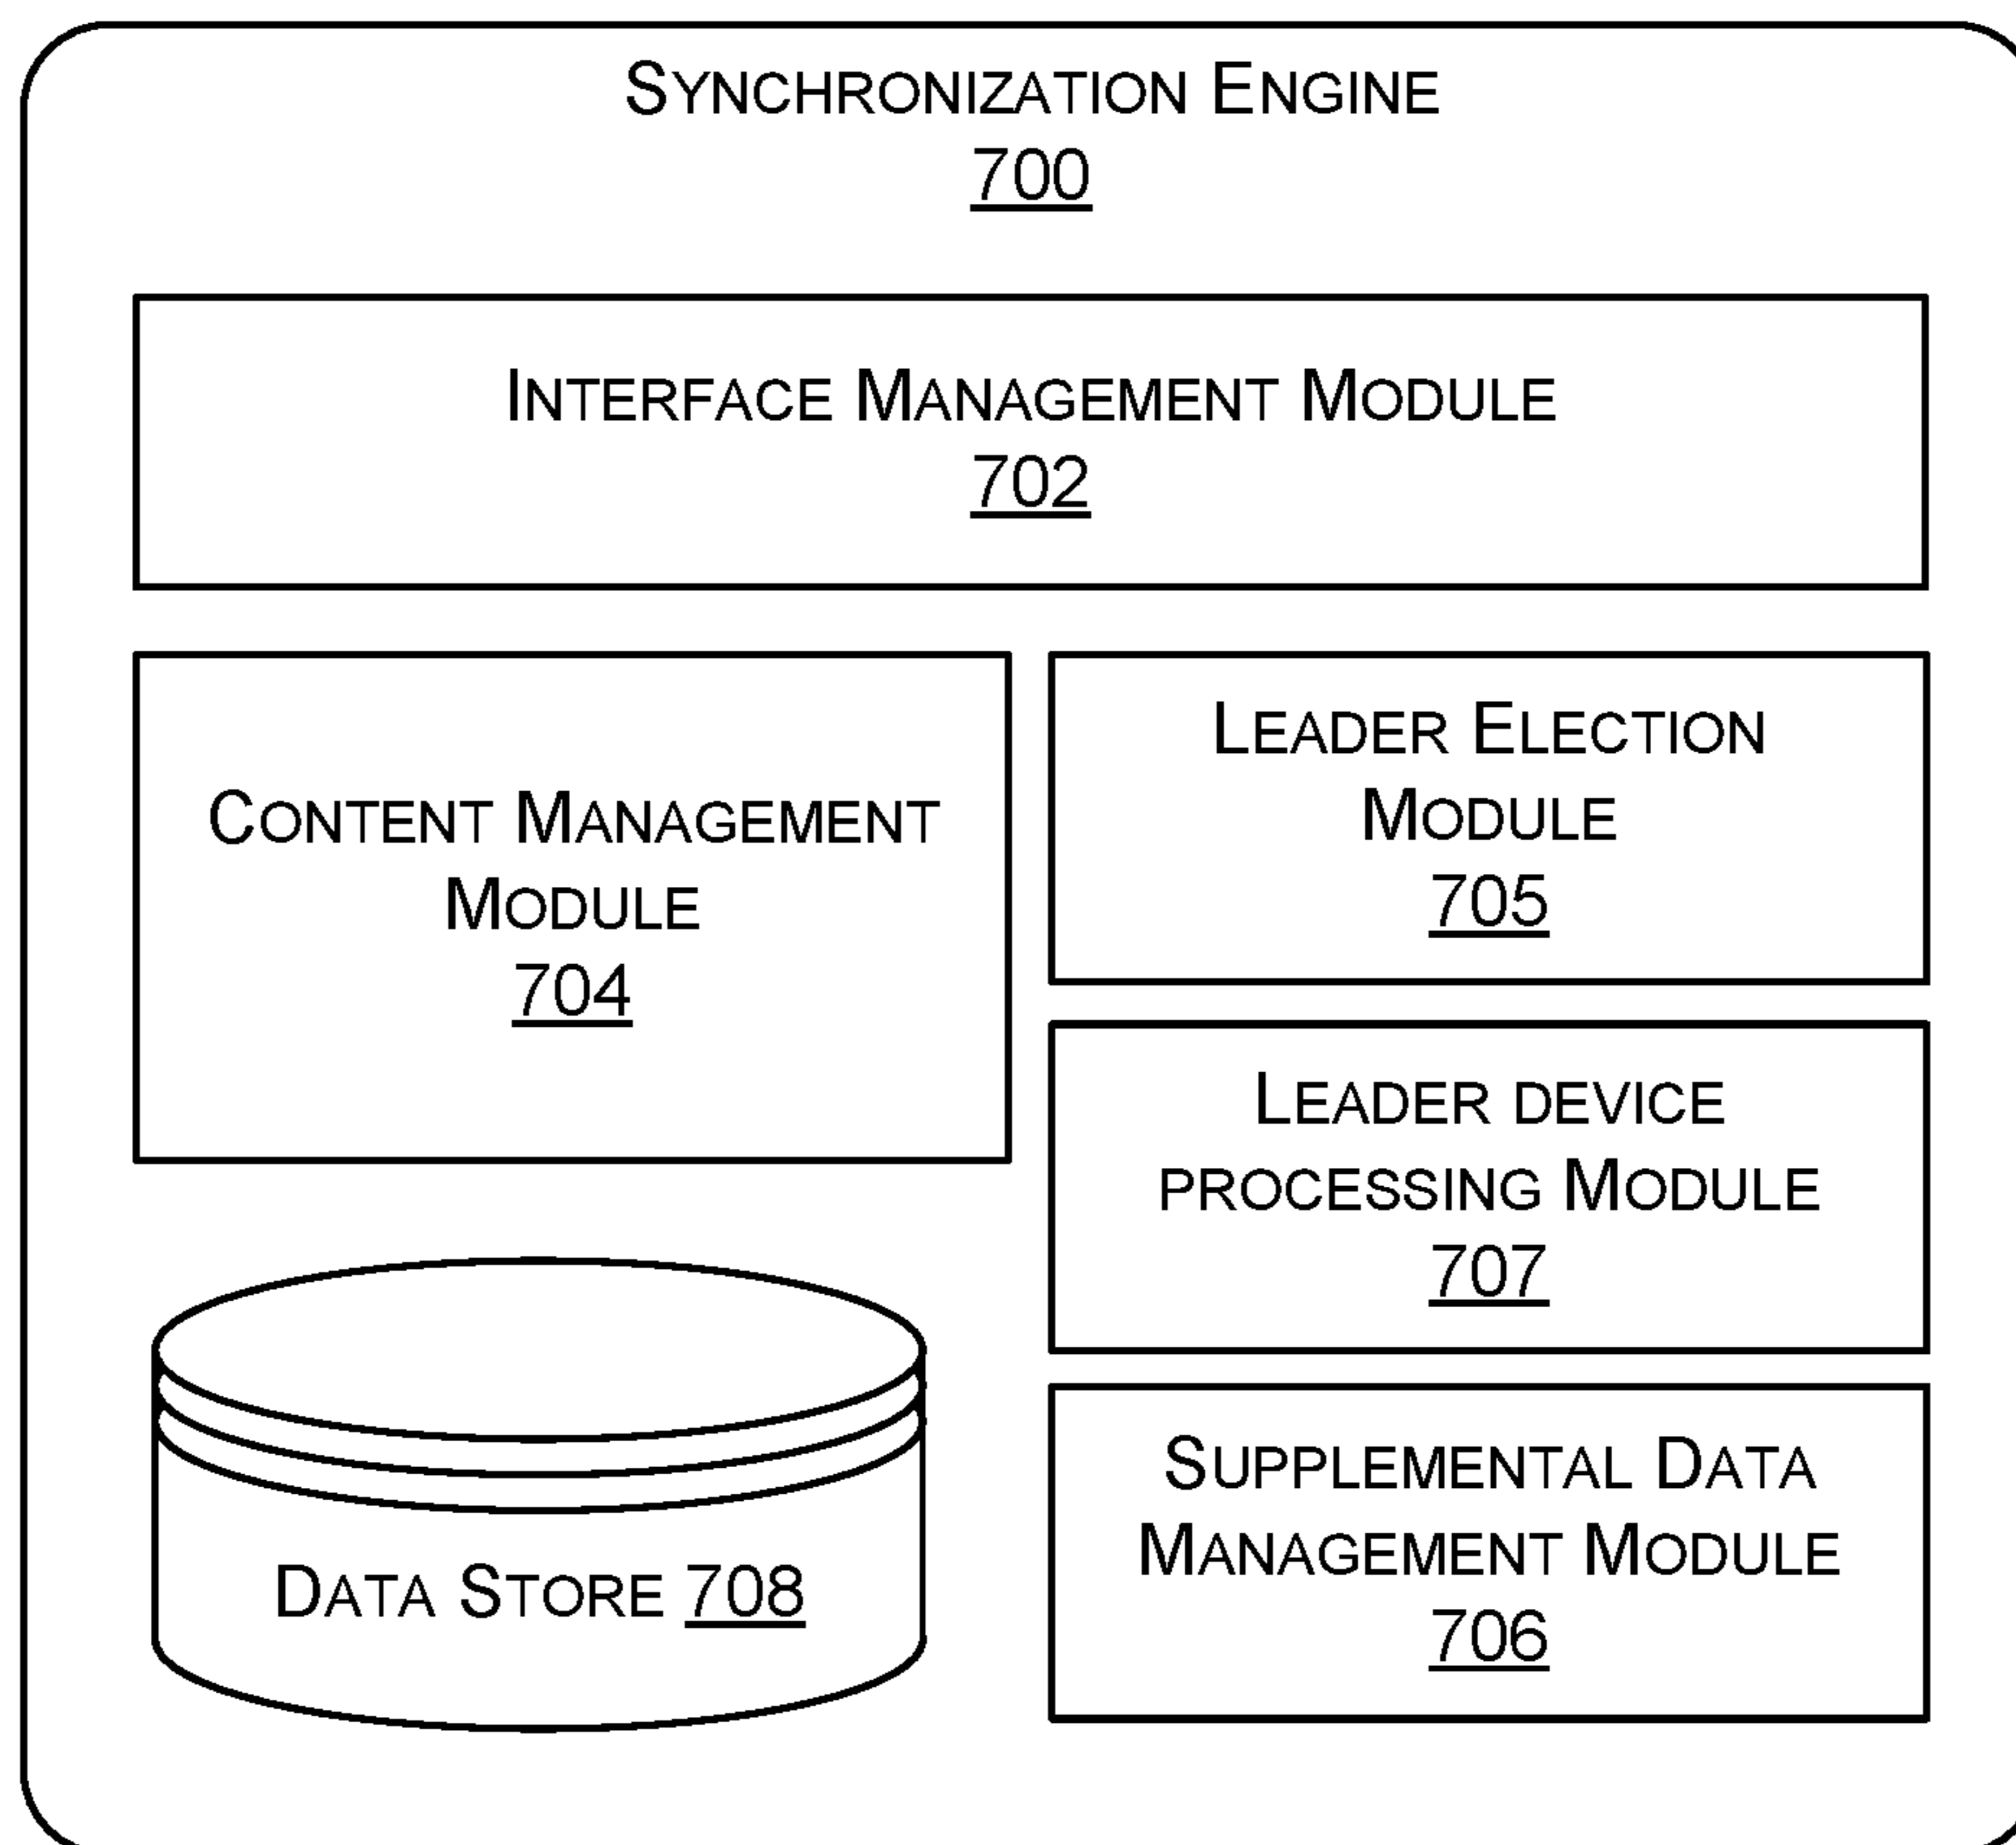 SYNCHRONIZATION ENGINE
700
INTERFACE MANAGEMENT MODULE
702
CONTENT MANAGEMENT
MODULE
704
LEADER ELECTION
MODULE
705
LEADER DEVICE
PROCESSING MODULE
707
DATA STORE 708
SUPPLEMENTAL DATA
MANAGEMENT MODULE
706